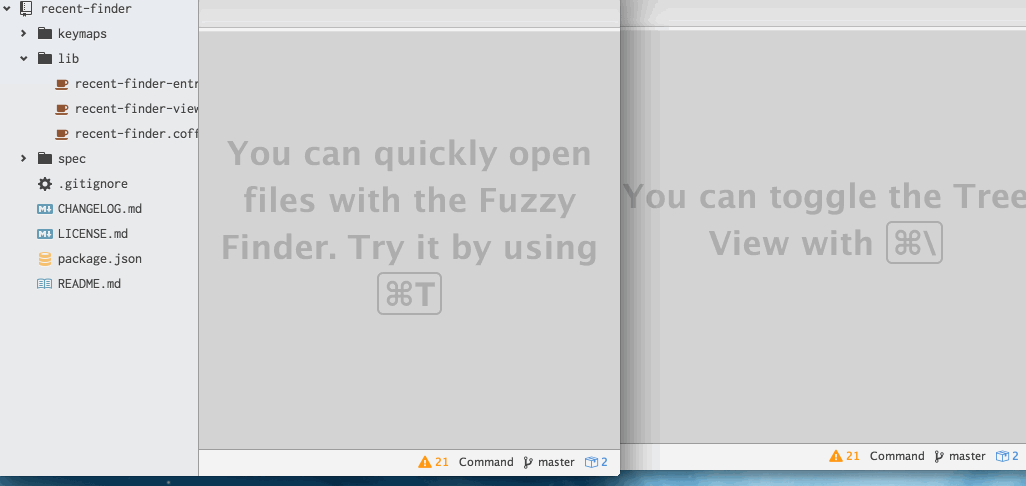 recent-finder
keymaps
lib
recent-finder-entr
recent-finder-view
recent-finder.coff
spec
.gitignore
CHANGELOG.md
LICENSE.md
package.json
README.md
You can quickly open
files with the Fuzzy
Finder. Try it by using
⌘T
21 Command master 2
You can toggle the Tree
View with ⌘\
21 Command master 2